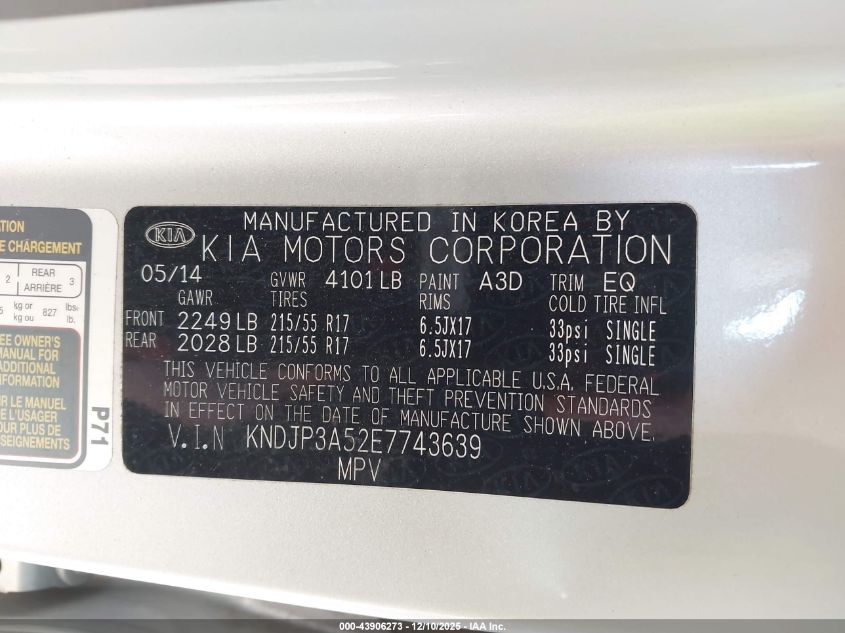 MANUFACTURED IN KOREA BY
KIA KIA MOTORS CORPORATION
05/14 GVWR 4101 LB PAINT A3D TRIM EQ
GAWR TIRES RIMS COLD TIRE INFL
FRONT 2249 LB 215/55 R17 6.5JX17 33psi SINGLE
REAR 2028 LB 215/55 R17 6.5JX17 33psi SINGLE
THIS VEHICLE CONFORMS TO ALL APPLICABLE U.S.A. FEDERAL
MOTOR VEHICLE SAFETY AND THEFT PREVENTION STANDARDS
IN EFFECT ON THE DATE OF MANUFACTURE SHOWN ABOVE.
V.I.N KNDJP3A52E7743639
MPV
CHARGEMENT
2 REAR ARRIÈRE 3
kg or kg ou 827 lbs lb.
OWNER'S
MANUAL FOR
LE MANUEL
L'USAGER
POUR PLUS DE
P71
000-43906273 - 12/10/2025 - IAA Inc.